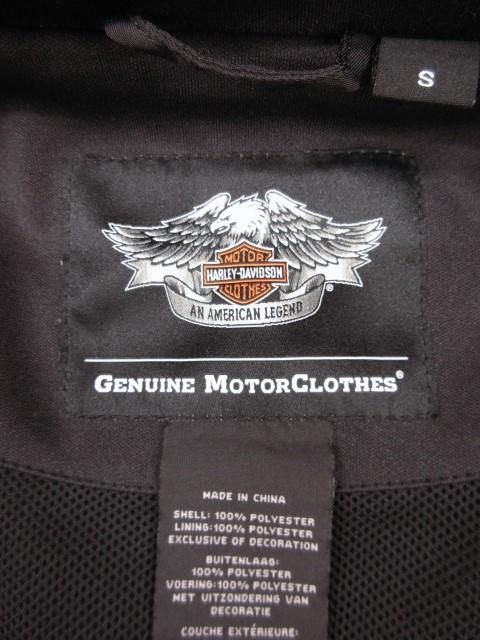 S
MOTOR
HARLEY-DAVIDSON
CLOTHES
®
AN AMERICAN LEGEND
GENUINE MOTORCLOTHES®
MADE IN CHINA
SHELL: 100% POLYESTER
LINING:100% POLYESTER
EXCLUSIVE OF DECORATION
BUITENLAAG:
100% POLYESTER
VOERING:100% POLYESTER
MET UITZONDERING VAN
DECORATIE
COUCHE EXTÉRIEURE: